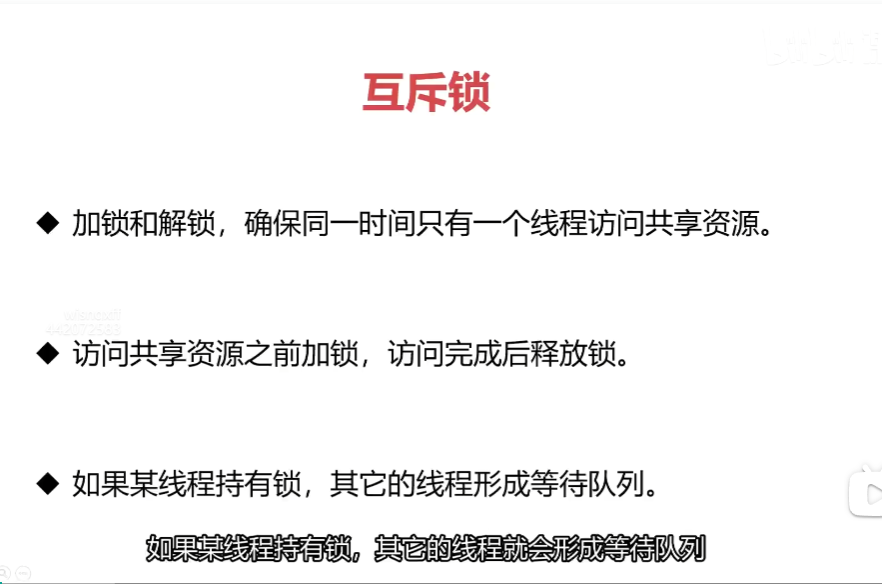 互斥锁
◆ 加锁和解锁，确保同一时间只有一个线程访问共享资源。
◆ 访问共享资源之前加锁，访问完成后释放锁。
◆ 如果某线程持有锁，其它的线程形成等待队列。
如果某线程持有锁，其它的线程就会形成等待队列